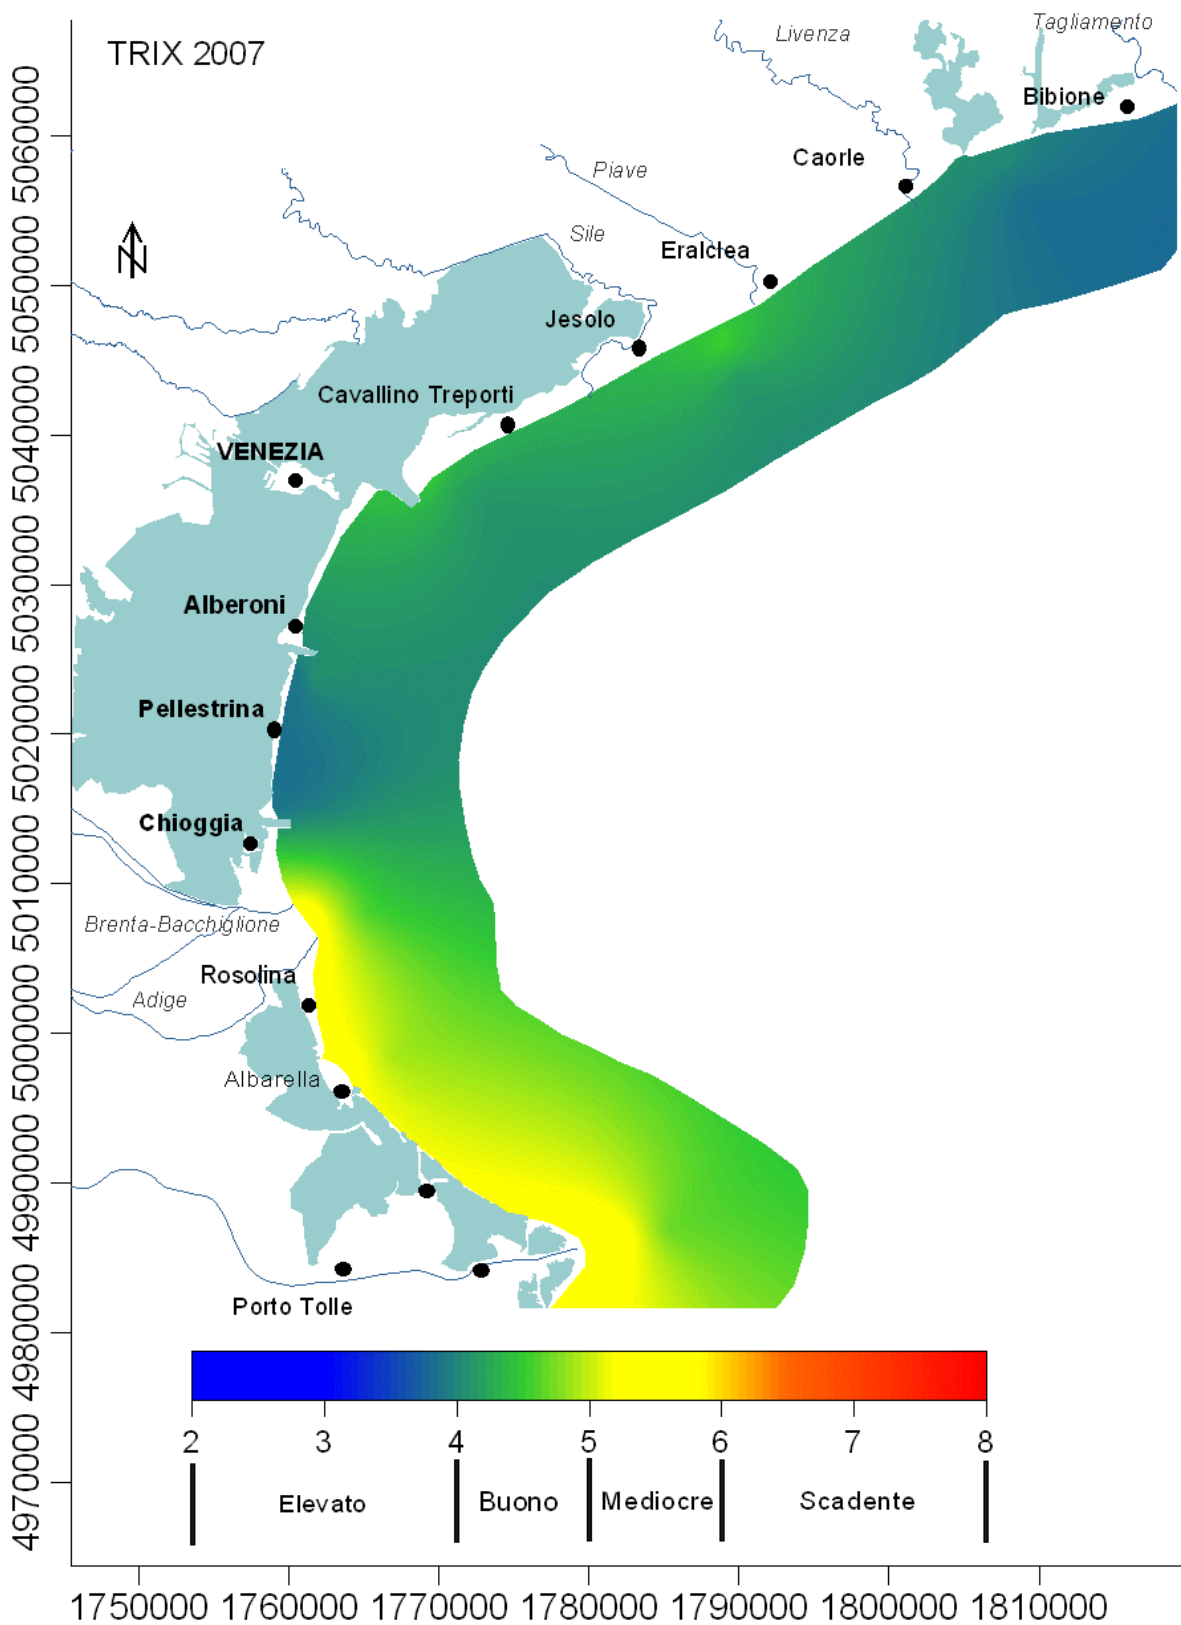 TRIX 2007
Livenza
Tagliamento
Bibione
Caorle
Piave
Sile
Eraclea
Jesolo
Cavallino Treporti
VENEZIA
Alberoni
Pellestrina
Chioggia
Brenta-Bacchiglione
Rosolina
Adige
Albarella
Porto Tolle
N
5060000
5050000
5040000
5030000
5020000
5010000
5000000
4990000
4980000
4970000
2 3 4 5 6 7 8
Elevato Buono Mediocre Scadente
1750000 1760000 1770000 1780000 1790000 1800000 1810000